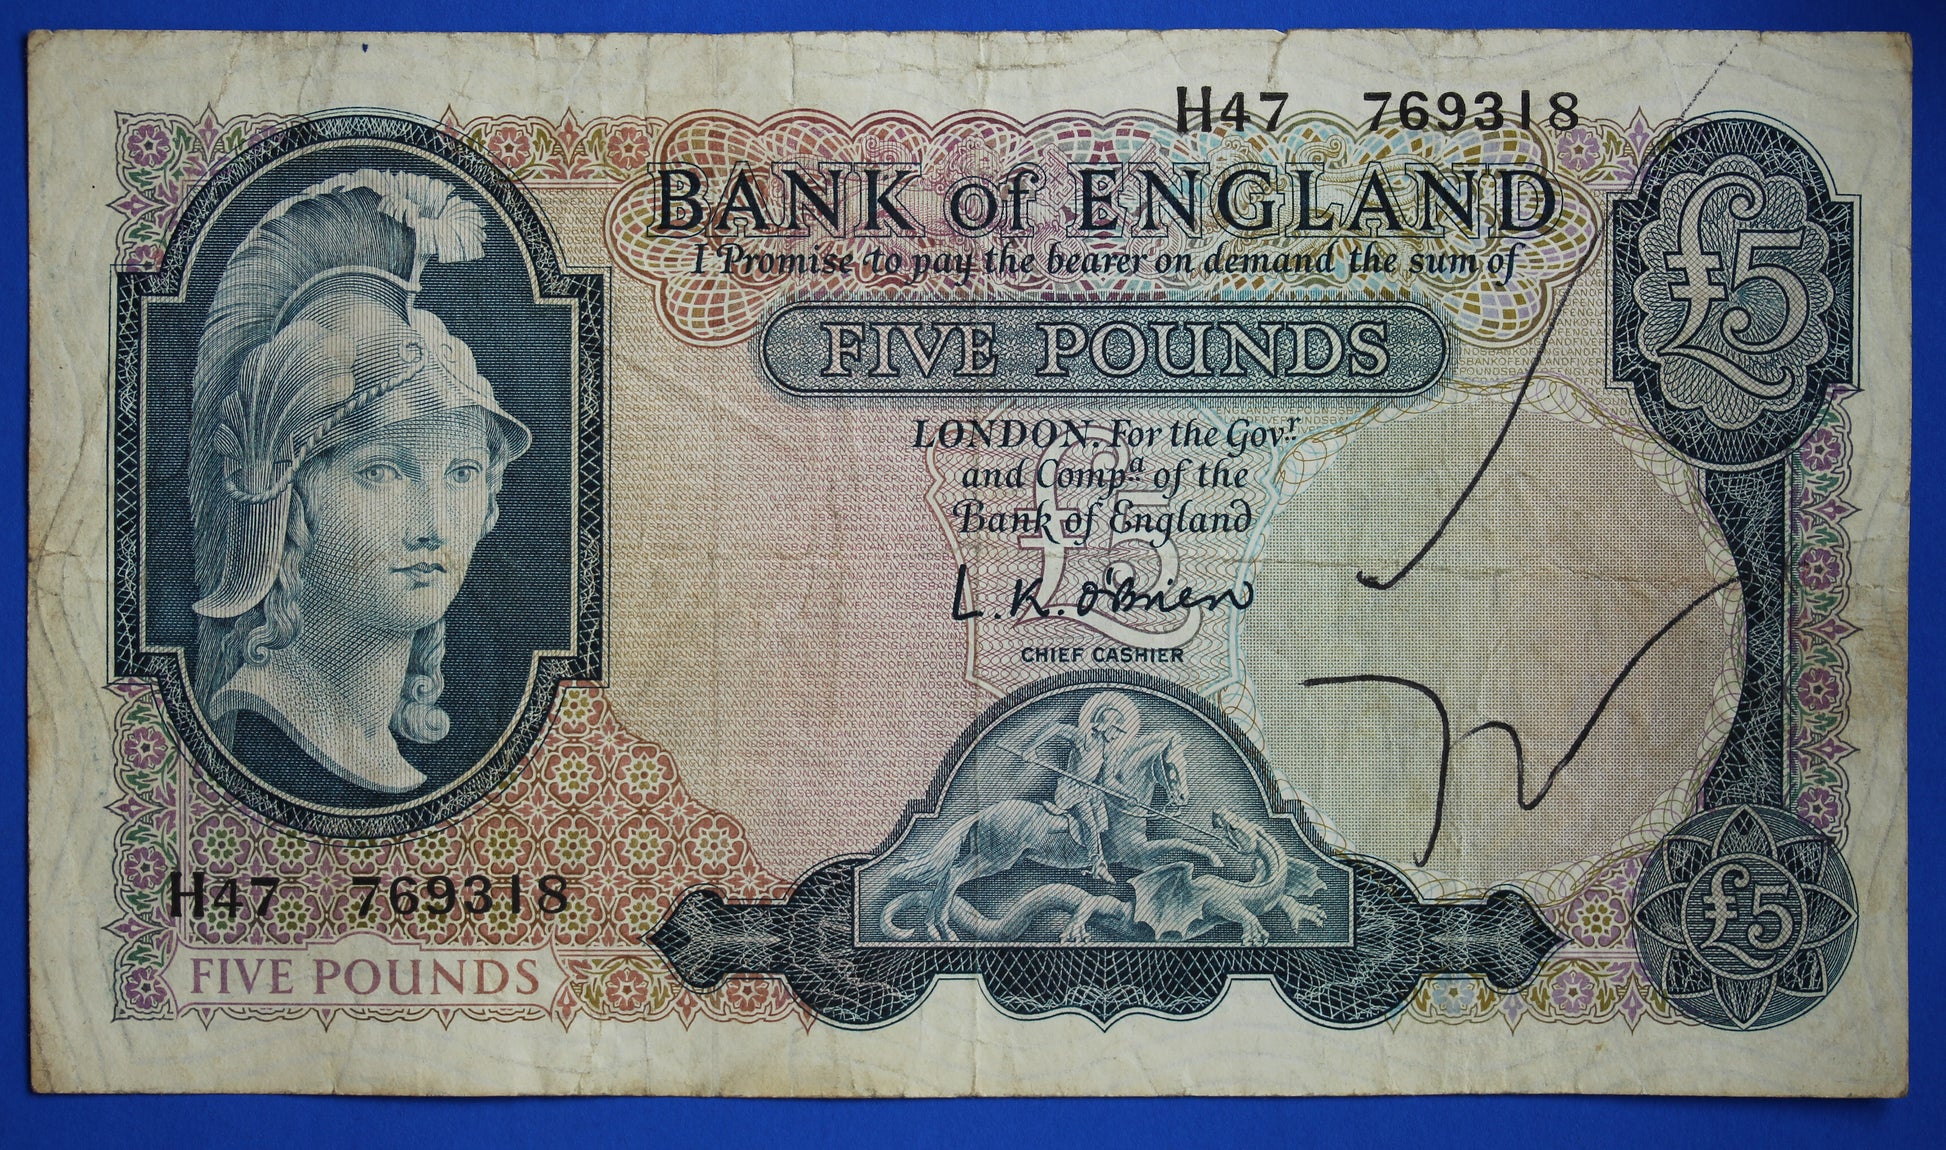 H47 769318
BANK of ENGLAND
I Promise to pay the bearer on demand the sum of
£5
FIVE POUNDS
LONDON. For the Govr.
and Compa. of the
Bank of England
£5
L. K. O'Brien
CHIEF CASHIER
H47 769318
FIVE POUNDS
£5